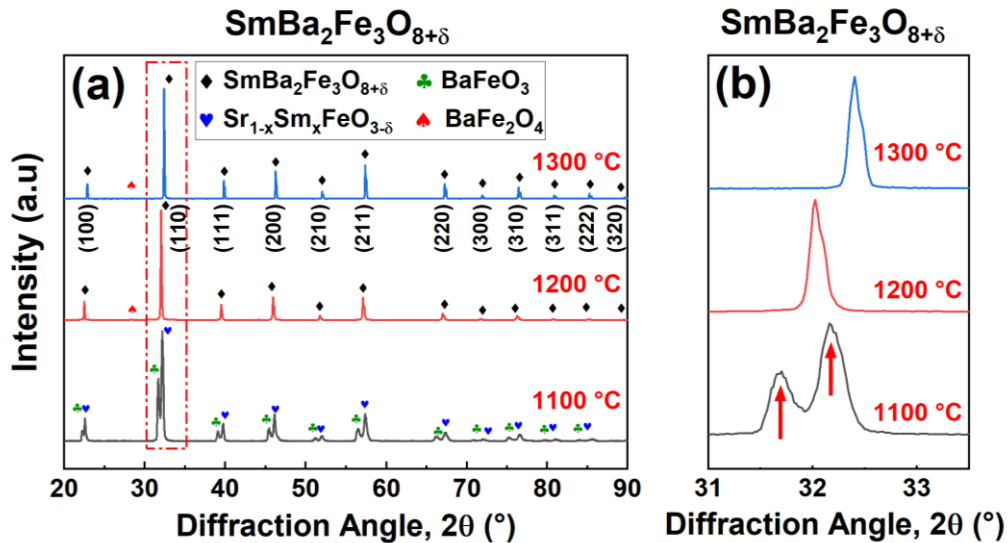 SmBa₂Fe₃O₈₊δ
(a)
♦ SmBa₂Fe₃O₈₊δ ♣ BaFeO₃
♥ Sr₁₋ₓSmₓFeO₃₋δ ♠ BaFe₂O₄
1300 °C
(100) (110) (111) (200) (210) (211) (220) (300) (310) (311) (222) (320)
1200 °C
1100 °C
Intensity (a.u)
20 30 40 50 60 70 80 90
Diffraction Angle, 2θ (°)
SmBa₂Fe₃O₈₊δ
(b)
1300 °C
1200 °C
1100 °C
31 32 33
Diffraction Angle, 2θ (°)